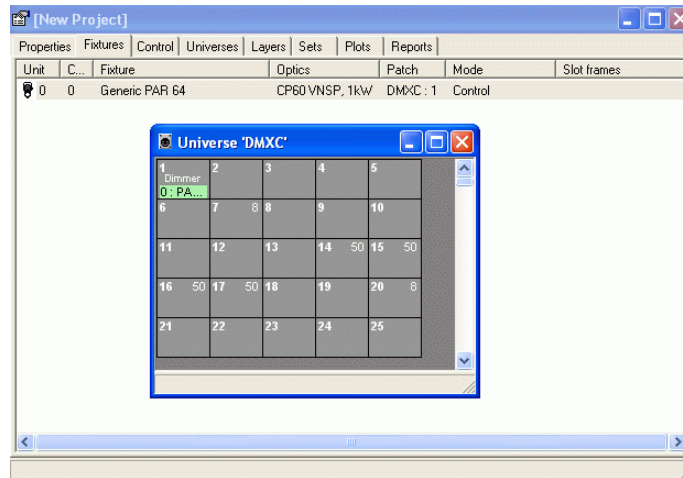 [New Project]
Properties Fixtures Control Universes Layers Sets Plots Reports
Unit C... Fixture Optics Patch Mode Slot frames
0 0 Generic PAR 64 CP60 VNSP, 1kW DMXC : 1 Control
Universe 'DMXC'
1 2 3 4 5
Dimmer
0 : PA...
6 7 8 8 9 10
11 12 13 14 50 15 50
16 50 17 50 18 19 20 8
21 22 23 24 25